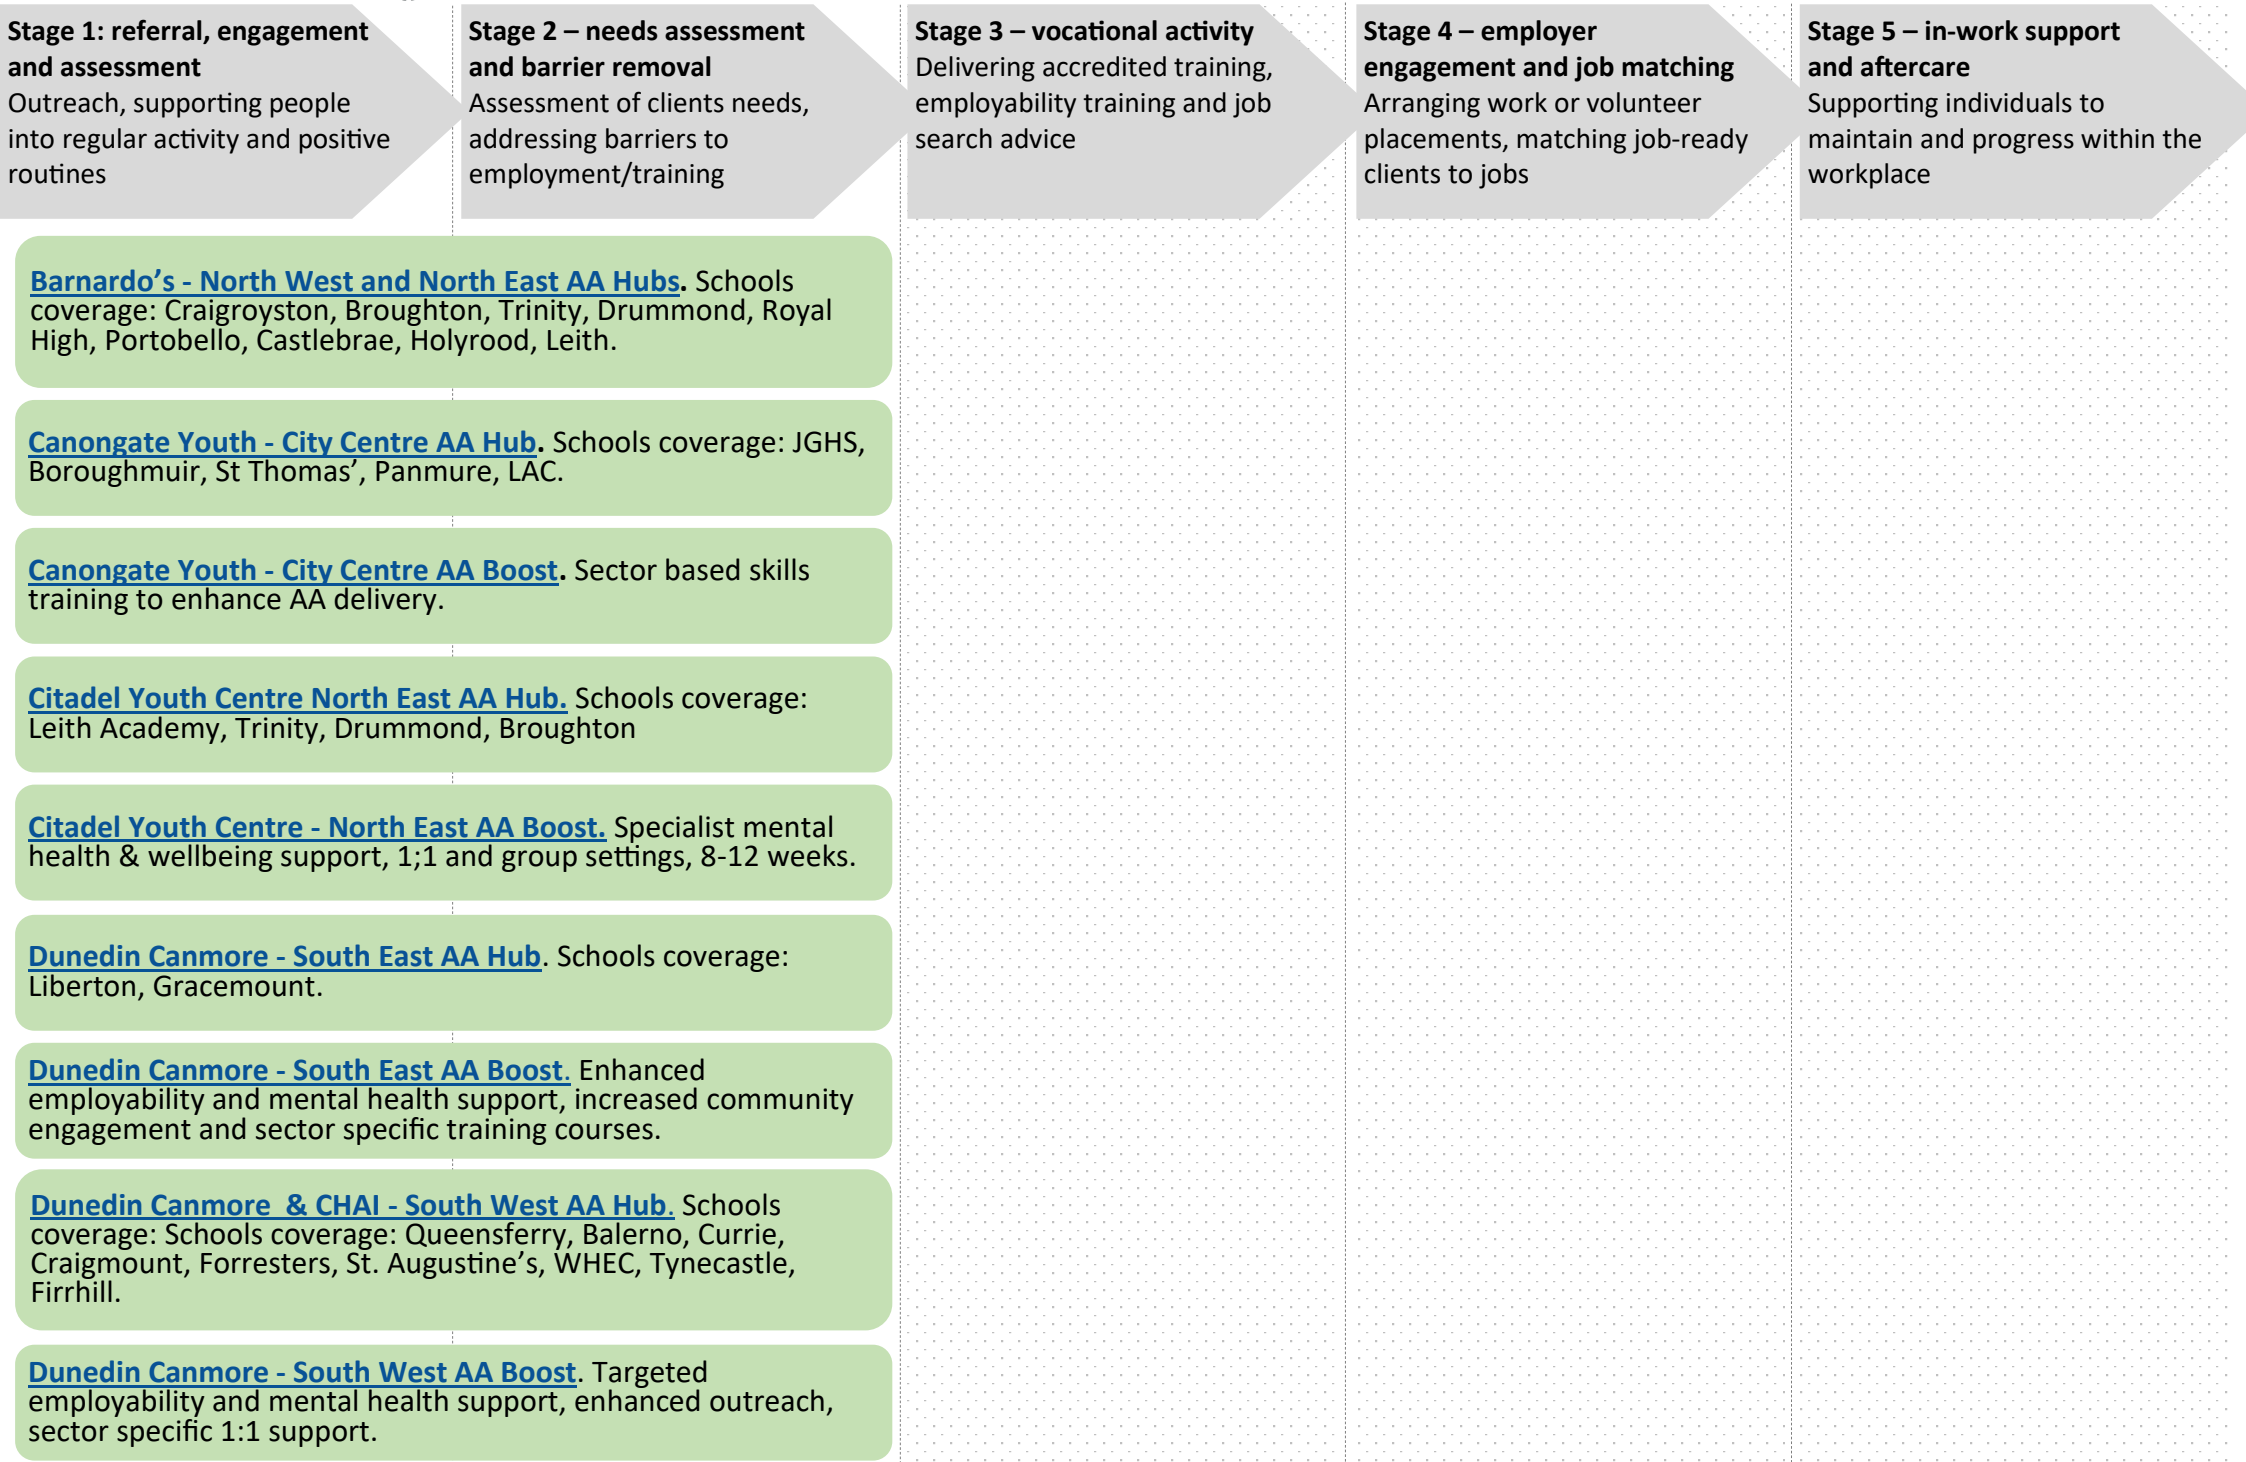 Stage 1: referral, engagement
and assessment
Outreach, supporting people
into regular activity and positive
routines
Stage 2 – needs assessment
and barrier removal
Assessment of clients needs,
addressing barriers to
employment/training
Stage 3 – vocational activity
Delivering accredited training,
employability training and job
search advice
Stage 4 – employer
engagement and job matching
Arranging work or volunteer
placements, matching job-ready
clients to jobs
Stage 5 – in-work support
and aftercare
Supporting individuals to
maintain and progress within the
workplace
Barnardo’s - North West and North East AA Hubs. Schools
coverage: Craigroyston, Broughton, Trinity, Drummond, Royal
High, Portobello, Castlebrae, Holyrood, Leith.
Canongate Youth - City Centre AA Hub. Schools coverage: JGHS,
Boroughmuir, St Thomas’, Panmure, LAC.
Canongate Youth - City Centre AA Boost. Sector based skills
training to enhance AA delivery.
Citadel Youth Centre North East AA Hub. Schools coverage:
Leith Academy, Trinity, Drummond, Broughton
Citadel Youth Centre - North East AA Boost. Specialist mental
health & wellbeing support, 1;1 and group settings, 8-12 weeks.
Dunedin Canmore - South East AA Hub. Schools coverage:
Liberton, Gracemount.
Dunedin Canmore - South East AA Boost. Enhanced
employability and mental health support, increased community
engagement and sector specific training courses.
Dunedin Canmore & CHAI - South West AA Hub. Schools
coverage: Schools coverage: Queensferry, Balerno, Currie,
Craigmount, Forresters, St. Augustine’s, WHEC, Tynecastle,
Firrhill.
Dunedin Canmore - South West AA Boost. Targeted
employability and mental health support, enhanced outreach,
sector specific 1:1 support.